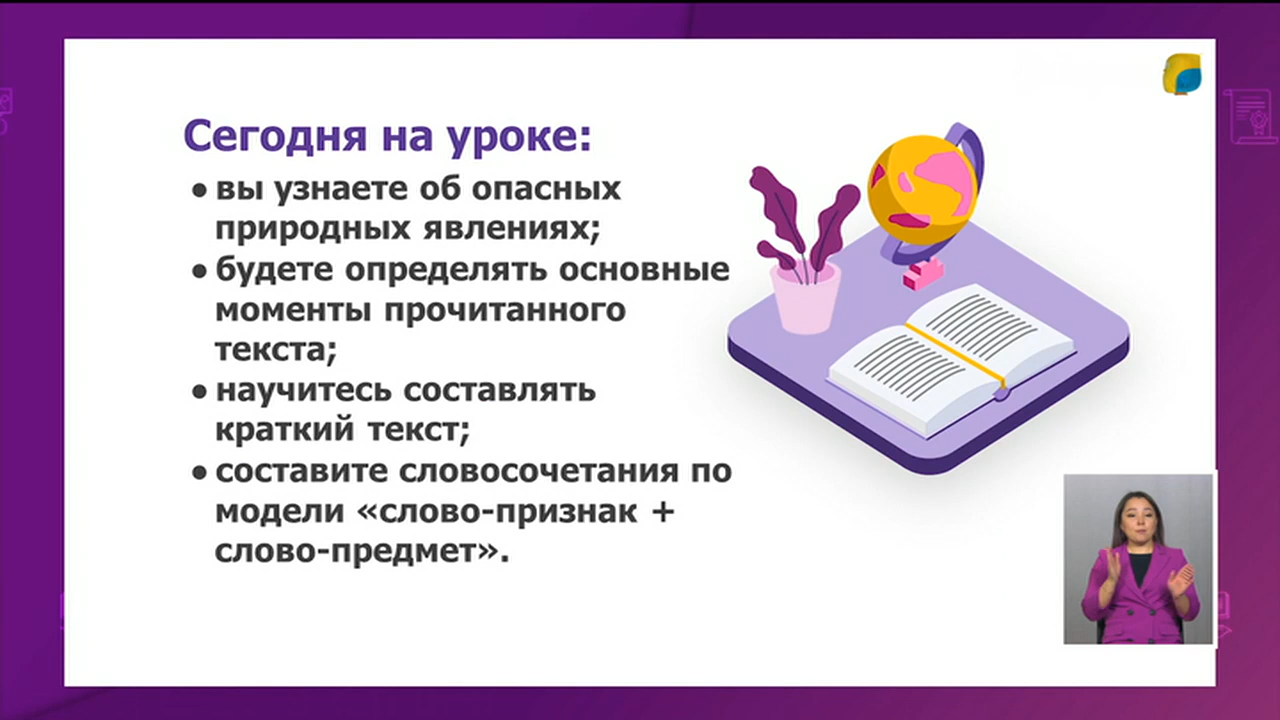 Сегодня на уроке:
● вы узнаете об опасных
природных явлениях;
● будете определять основные
моменты прочитанного
текста;
● научитесь составлять
краткий текст;
● составите словосочетания по
модели «слово-признак +
слово-предмет».